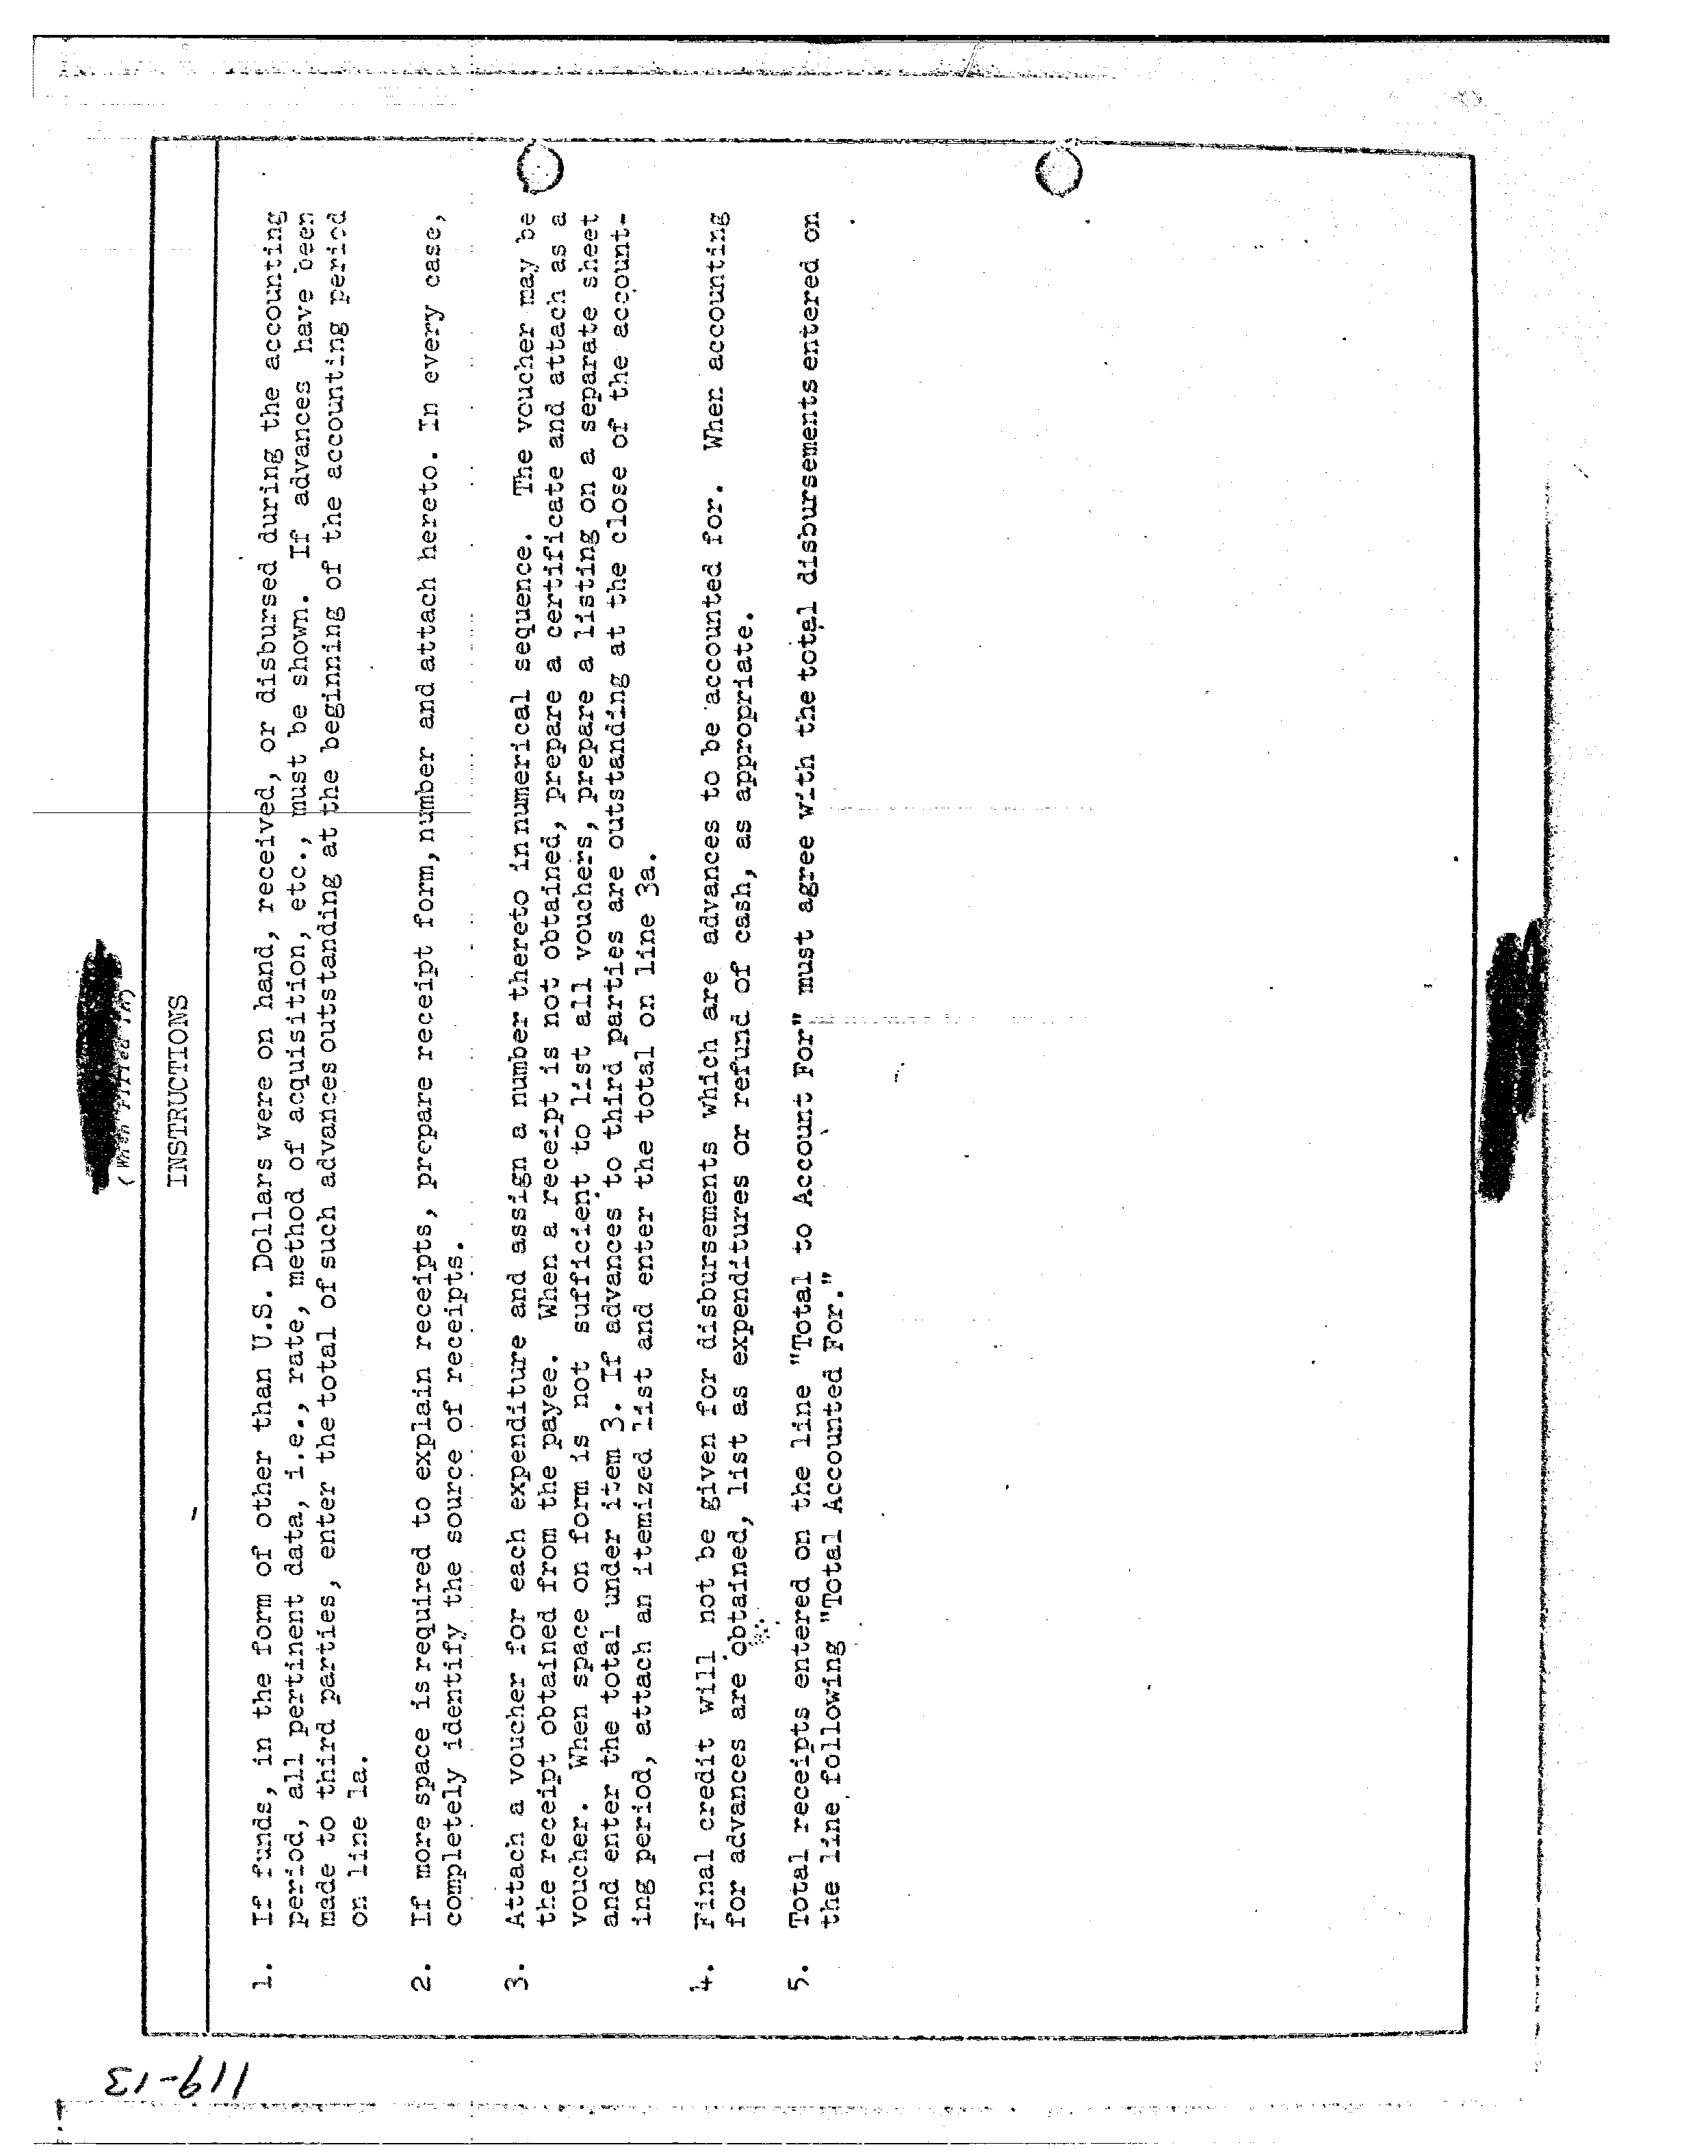 (When Filled In)
INSTRUCTIONS
1. If funds, in the form of other than U.S. Dollars were on hand, received, or disbursed during the accounting
period, all pertinent data, i.e., rate, method of acquisition, etc., must be shown. If advances have been
made to third parties, enter the total of such advances outstanding at the beginning of the accounting period
on line 1a.
2. If more space is required to explain receipts, prepare receipt form, number and attach hereto. In every case,
completely identify the source of receipts.
3. Attach a voucher for each expenditure and assign a number thereto in numerical sequence. The voucher may be
the receipt obtained from the payee. When a receipt is not obtained, prepare a certificate and attach as a
voucher. When space on form is not sufficient to list all vouchers, prepare a listing on a separate sheet
and enter the total under item 3. If advances to third parties are outstanding at the close of the account-
ing period, attach an itemized list and enter the total on line 3a.
4. Final credit will not be given for disbursements which are advances to be accounted for. When accounting
for advances are obtained, list as expenditures or refund of cash, as appropriate.
5. Total receipts entered on the line "Total to Account For" must agree with the total disbursements entered on
the line following "Total Accounted For."
119-13